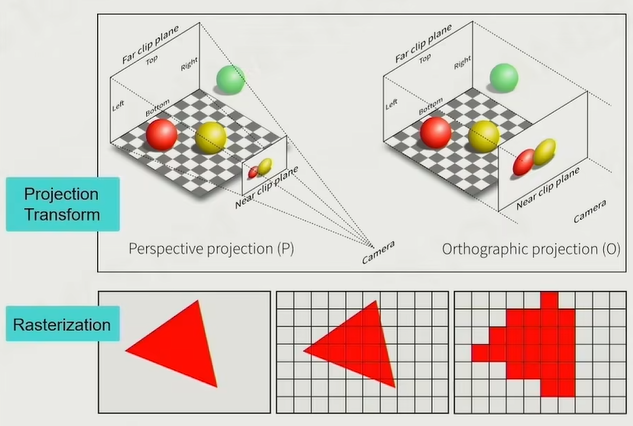 Far clip plane
Top
Right
Left
Bottom
Near clip plane
Camera
Perspective projection (P)
Far clip plane
Top
Right
Left
Bottom
Near clip plane
Camera
Orthographic projection (O)
Projection
Transform
Rasterization